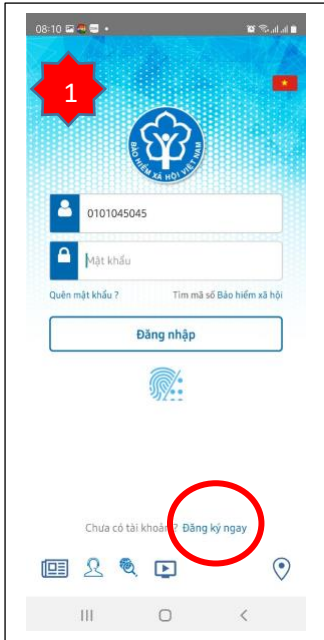 08:10
1
BẢO HIỂM XÃ HỘI VIỆT NAM
0101045045
Mật khẩu
Quên mật khẩu ?
Tìm mã số Bảo hiểm xã hội
Đăng nhập
Chưa có tài khoản ? Đăng ký ngay